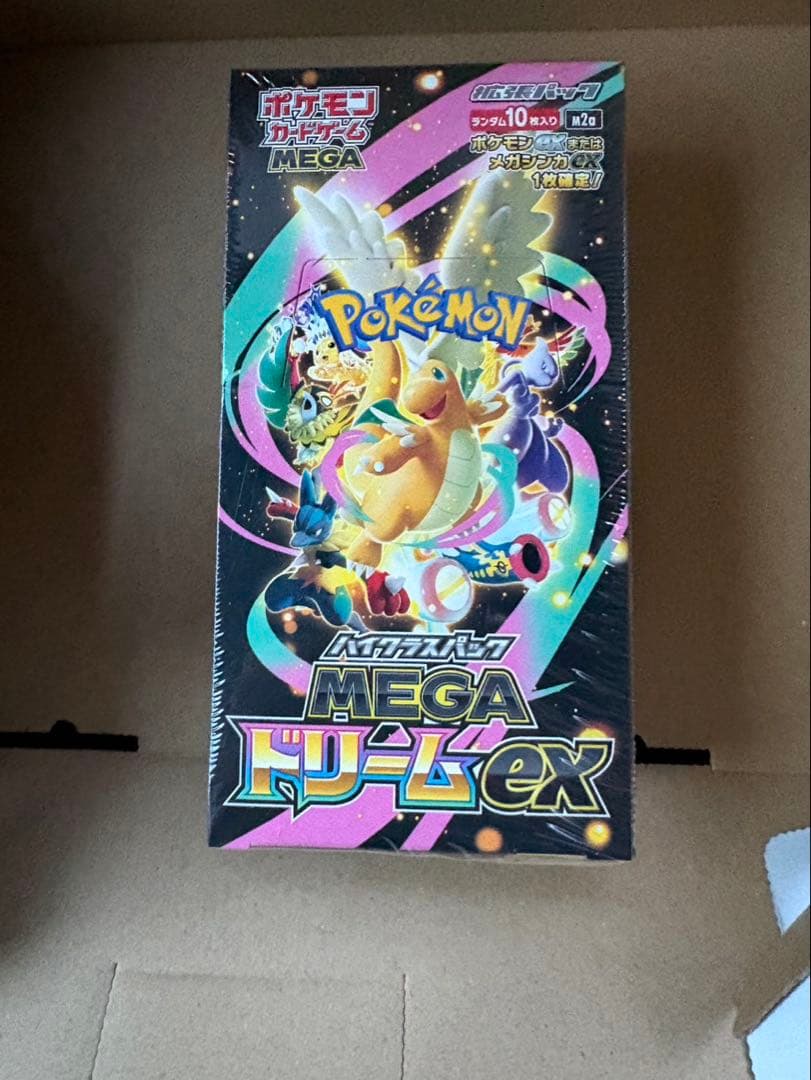 ポケモン
カードゲーム
MEGA
拡張パック
ランダム10枚入り M2a
ポケモンexまたは
メガシンカex
1枚確定!
POKéMON
ハイクラスパック
MEGA
ドリームex